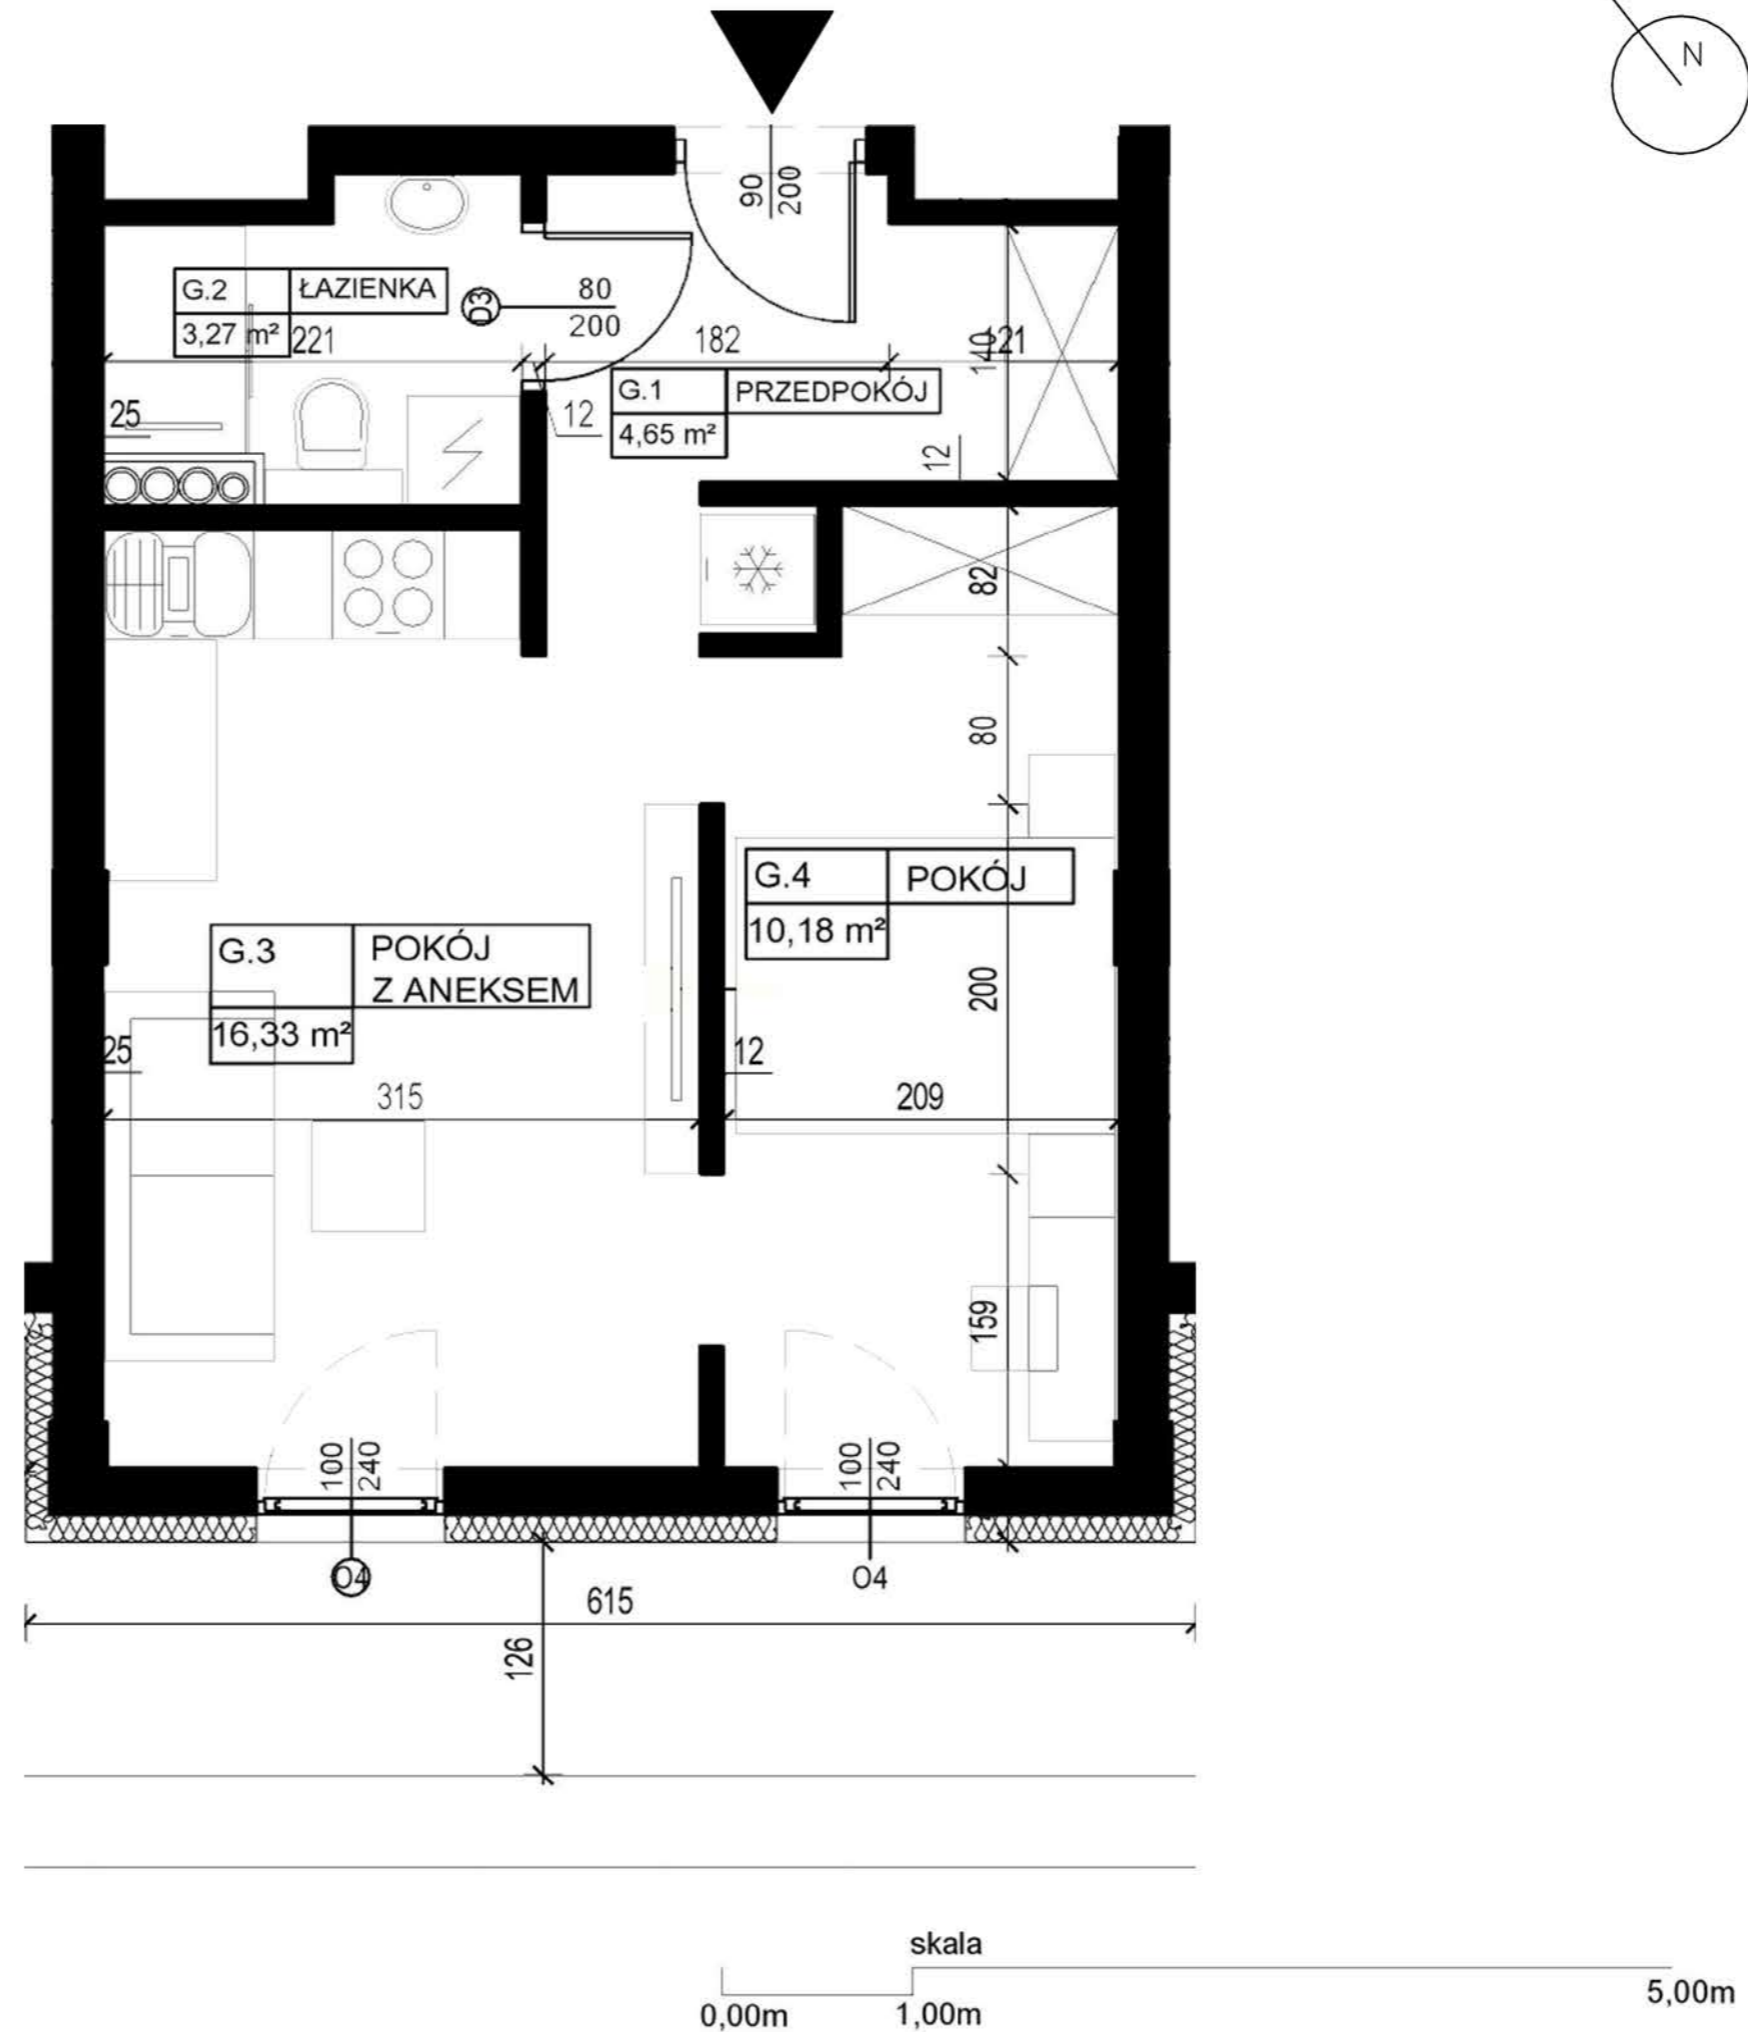 N
90
200
G.2 ŁAZIENKA
3,27 m²
D3
80
200
221
182
121
140
25
12
G.1 PRZEDPOKÓJ
4,65 m²
12
82
80
G.4 POKÓJ
10,18 m²
G.3 POKÓJ
Z ANEKSEM
16,33 m²
200
25
12
315
209
159
100
240
100
240
O4
O4
615
126
skala
0,00m
1,00m
5,00m